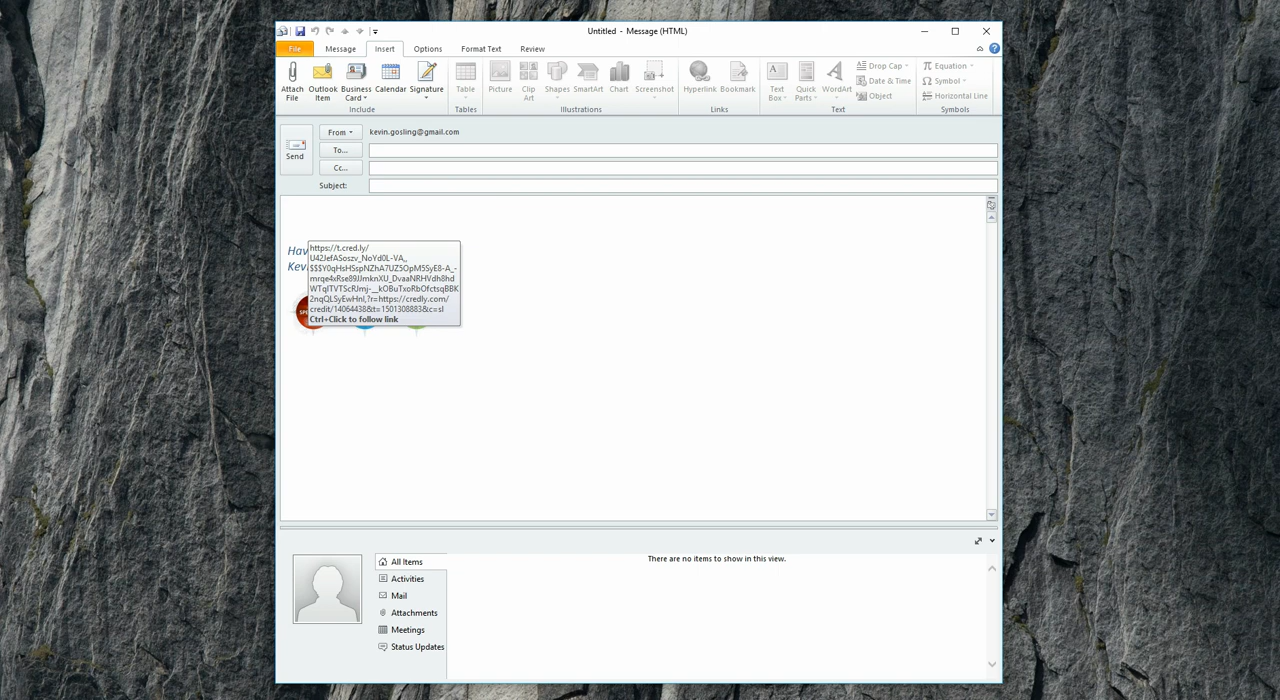 Untitled - Message (HTML)
File Message Insert Options Format Text Review
Attach File
Outlook Item
Business Card
Calendar
Signature
Table
Picture
Clip Art
Shapes
SmartArt
Chart
Screenshot
Hyperlink
Bookmark
Text Box
Quick Parts
WordArt
Drop Cap
Date & Time
Object
Equation
Symbol
Horizontal Line
Include Tables Illustrations Links Text Symbols
Send
From kevin.gosling@gmail.com
To...
Cc...
Subject:
https://t.cred.ly/
U42JefASoszv_NoYd0L-VA,,
$$$Y0qHsHSspNZhA7UZ5OpM5SyE8-A_-
mrqe4xRse89JJmknXU_DvaaNRHVdh8hd
WTqITVTScRJmj-__kOBuTxoRbOfctsqBBK
2nqQLSyEwHnI,?r=https://credly.com/
credit/14064438&t=1501308883&c=sl
Ctrl+Click to follow link
All Items
Activities
Mail
Attachments
Meetings
Status Updates
There are no items to show in this view.